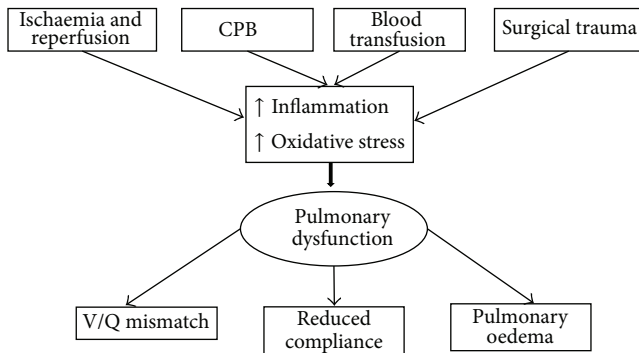 Ischaemia and
reperfusion
CPB
Blood
transfusion
Surgical trauma
↑ Inflammation
↑ Oxidative stress
Pulmonary
dysfunction
V/Q mismatch
Reduced
compliance
Pulmonary
oedema